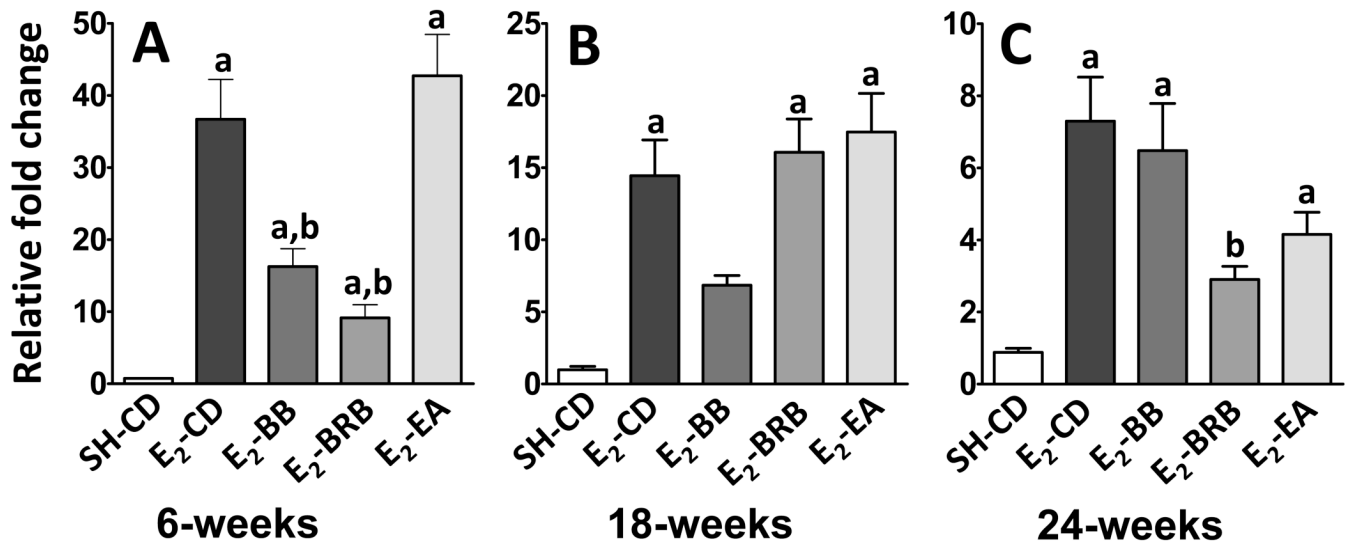 Relative fold change
A
50
40
30
20
10
0
a
a,b
a,b
a
SH-CD
E₂-CD
E₂-BB
E₂-BRB
E₂-EA
6-weeks
B
25
20
15
10
5
0
a
a
a
SH-CD
E₂-CD
E₂-BB
E₂-BRB
E₂-EA
18-weeks
C
10
8
6
4
2
0
a
a
b
a
SH-CD
E₂-CD
E₂-BB
E₂-BRB
E₂-EA
24-weeks